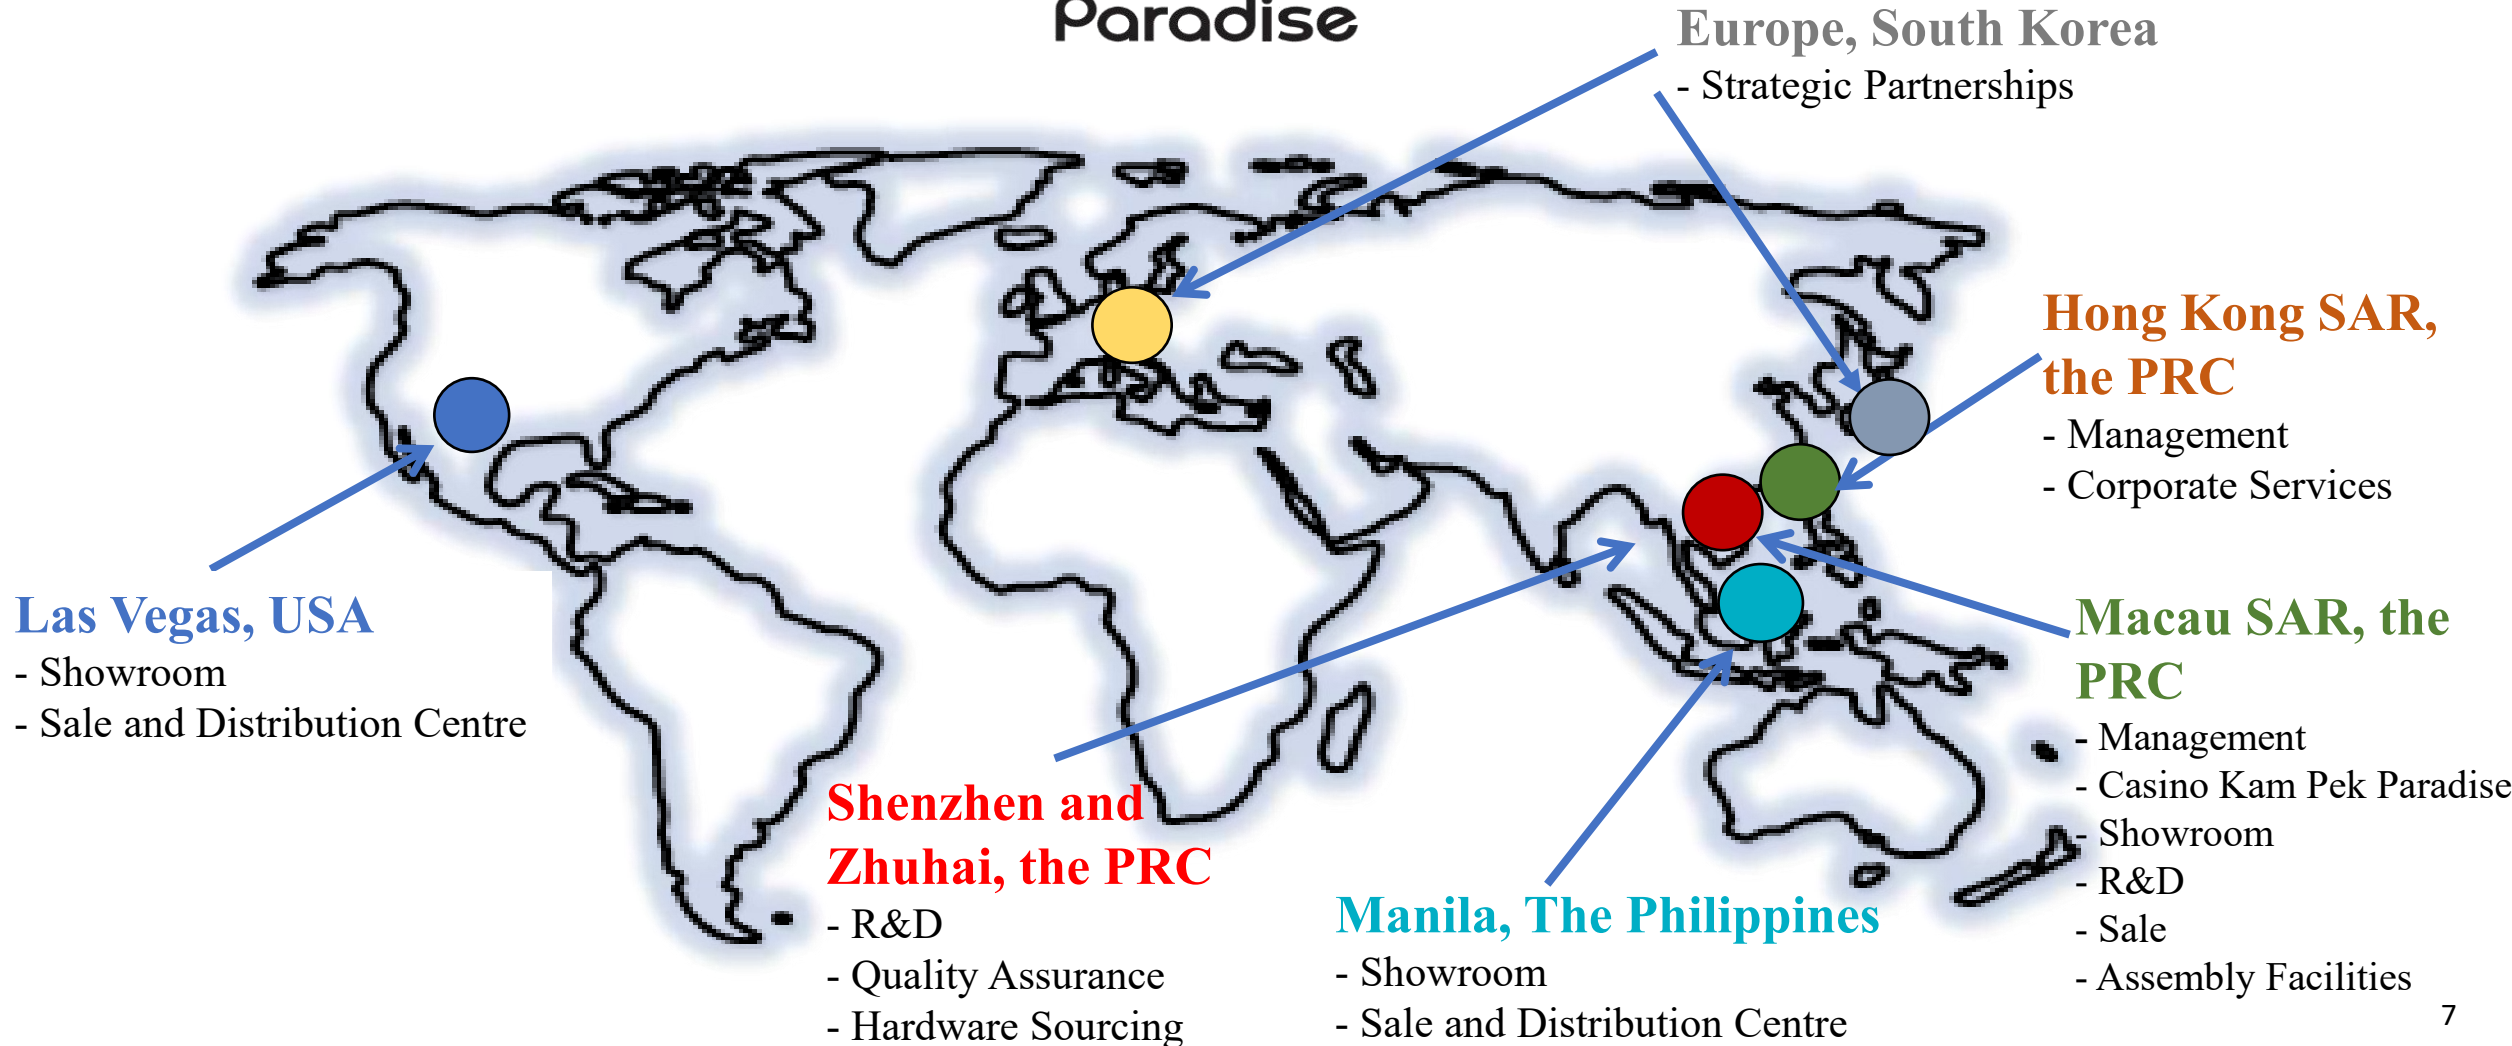 Paradise
Europe, South Korea
- Strategic Partnerships
Hong Kong SAR,
the PRC
- Management
- Corporate Services
Las Vegas, USA
- Showroom
- Sale and Distribution Centre
Macau SAR, the
PRC
- Management
- Casino Kam Pek Paradise
- Showroom
- R&D
- Sale
- Assembly Facilities
Shenzhen and
Zhuhai, the PRC
- R&D
- Quality Assurance
- Hardware Sourcing
Manila, The Philippines
- Showroom
- Sale and Distribution Centre
7